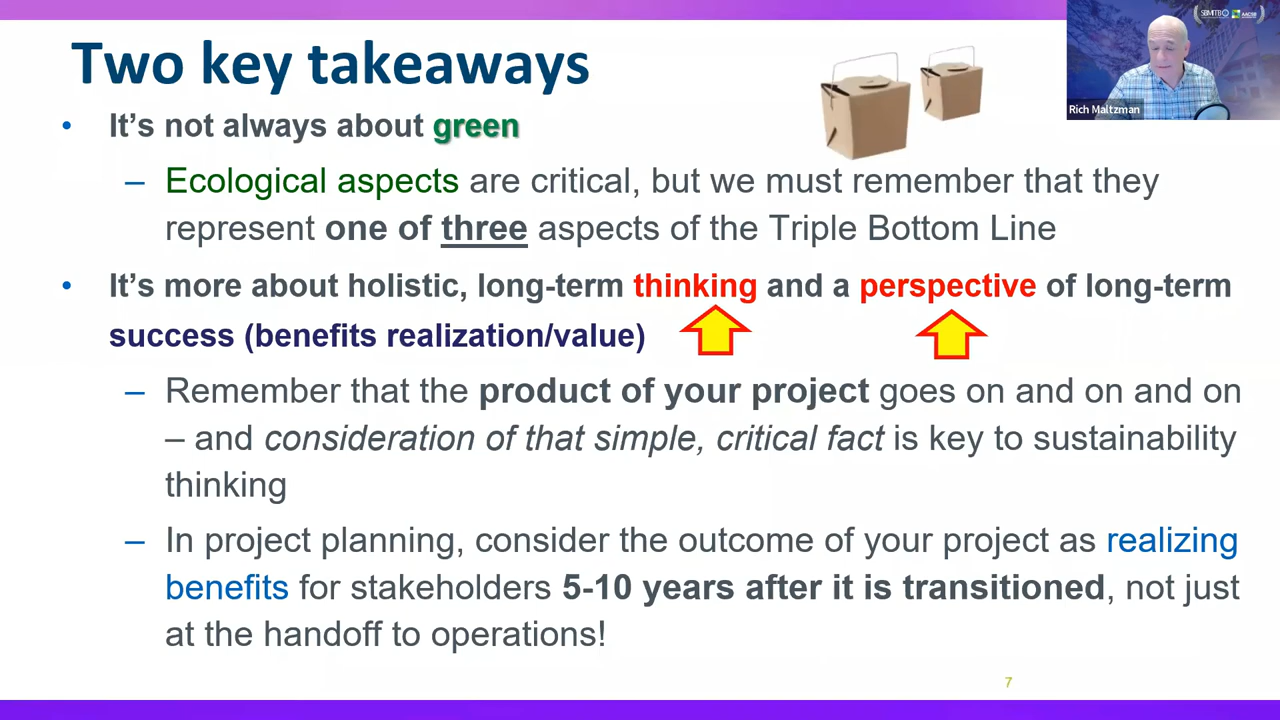 Two key takeaways
SBMITB AACSB
Rich Maltzman
• It's not always about green
– Ecological aspects are critical, but we must remember that they
represent one of three aspects of the Triple Bottom Line
• It's more about holistic, long-term thinking and a perspective of long-term
success (benefits realization/value)
– Remember that the product of your project goes on and on and on
– and consideration of that simple, critical fact is key to sustainability
thinking
– In project planning, consider the outcome of your project as realizing
benefits for stakeholders 5-10 years after it is transitioned, not just
at the handoff to operations!
7